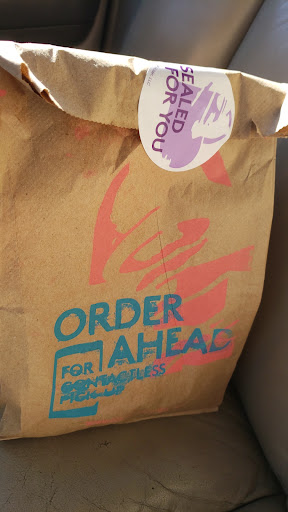 SEALED
FOR YOU
ORDER
AHEAD
FOR
CONTACTLESS
PICK-UP